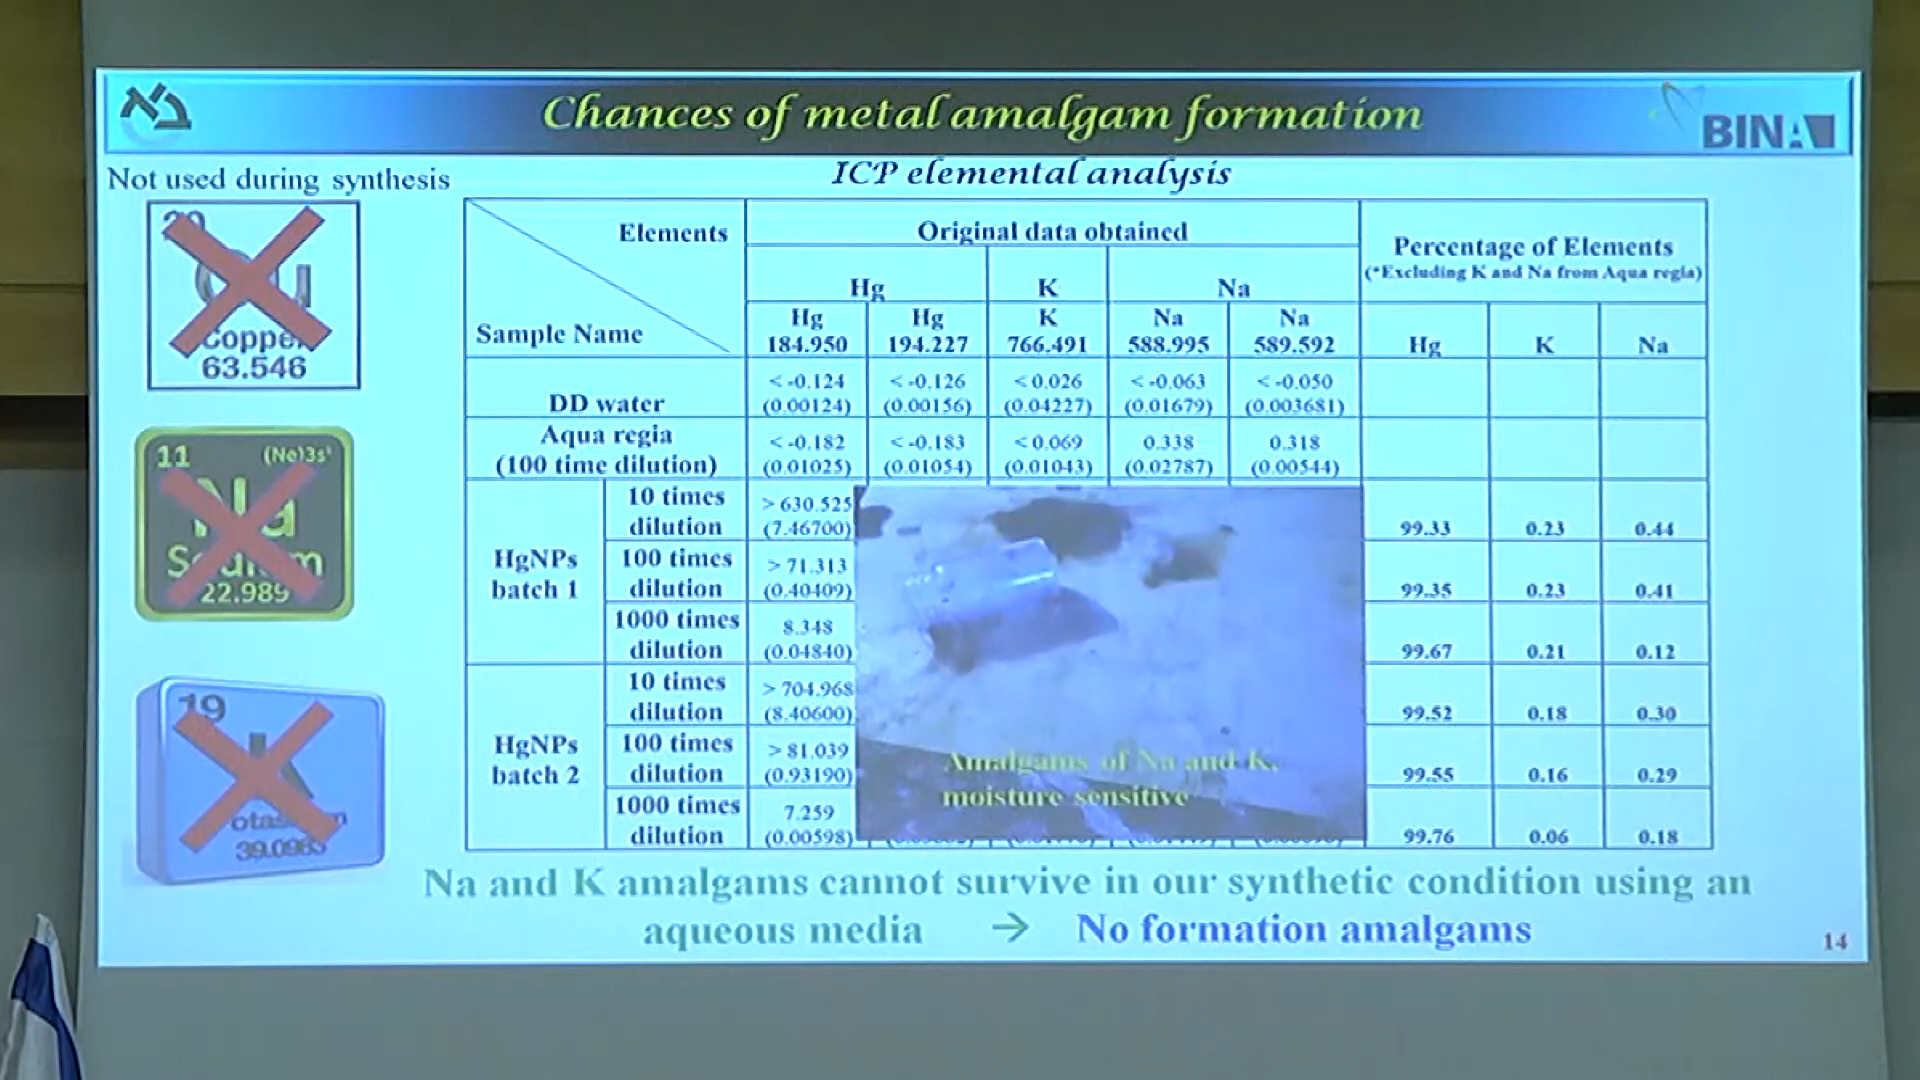 Chances of metal amalgam formation
BINA
Not used during synthesis
ICP elemental analysis
Copper
63.546
11 (Ne)3s¹
Na
Sodium
22.989
19
K
39.0983
Elements
Sample Name
Original data obtained
Percentage of Elements
(*Excluding K and Na from Aqua regia)
Hg K Na
Hg 184.950 Hg 194.227 K 766.491 Na 588.995 Na 589.592 Hg K Na
DD water < -0.124 (0.00124) < -0.126 (0.00156) < 0.026 (0.04227) < -0.063 (0.01679) < -0.050 (0.003681)
Aqua regia (100 time dilution) < -0.182 (0.01025) < -0.183 (0.01054) < 0.069 (0.01043) 0.338 (0.02787) 0.318 (0.00544)
HgNPs batch 1
10 times dilution > 630.525 (7.46700) 99.33 0.23 0.44
100 times dilution > 71.313 (0.40409) 99.35 0.23 0.41
1000 times dilution 8.348 (0.04840) 99.67 0.21 0.12
HgNPs batch 2
10 times dilution > 704.968 (8.40600) 99.52 0.18 0.30
100 times dilution > 81.039 (0.93190) 99.55 0.16 0.29
1000 times dilution 7.259 (0.00598) 99.76 0.06 0.18
Amalgams of Na and K,
moisture sensitive
Na and K amalgams cannot survive in our synthetic condition using an
aqueous media → No formation amalgams
14